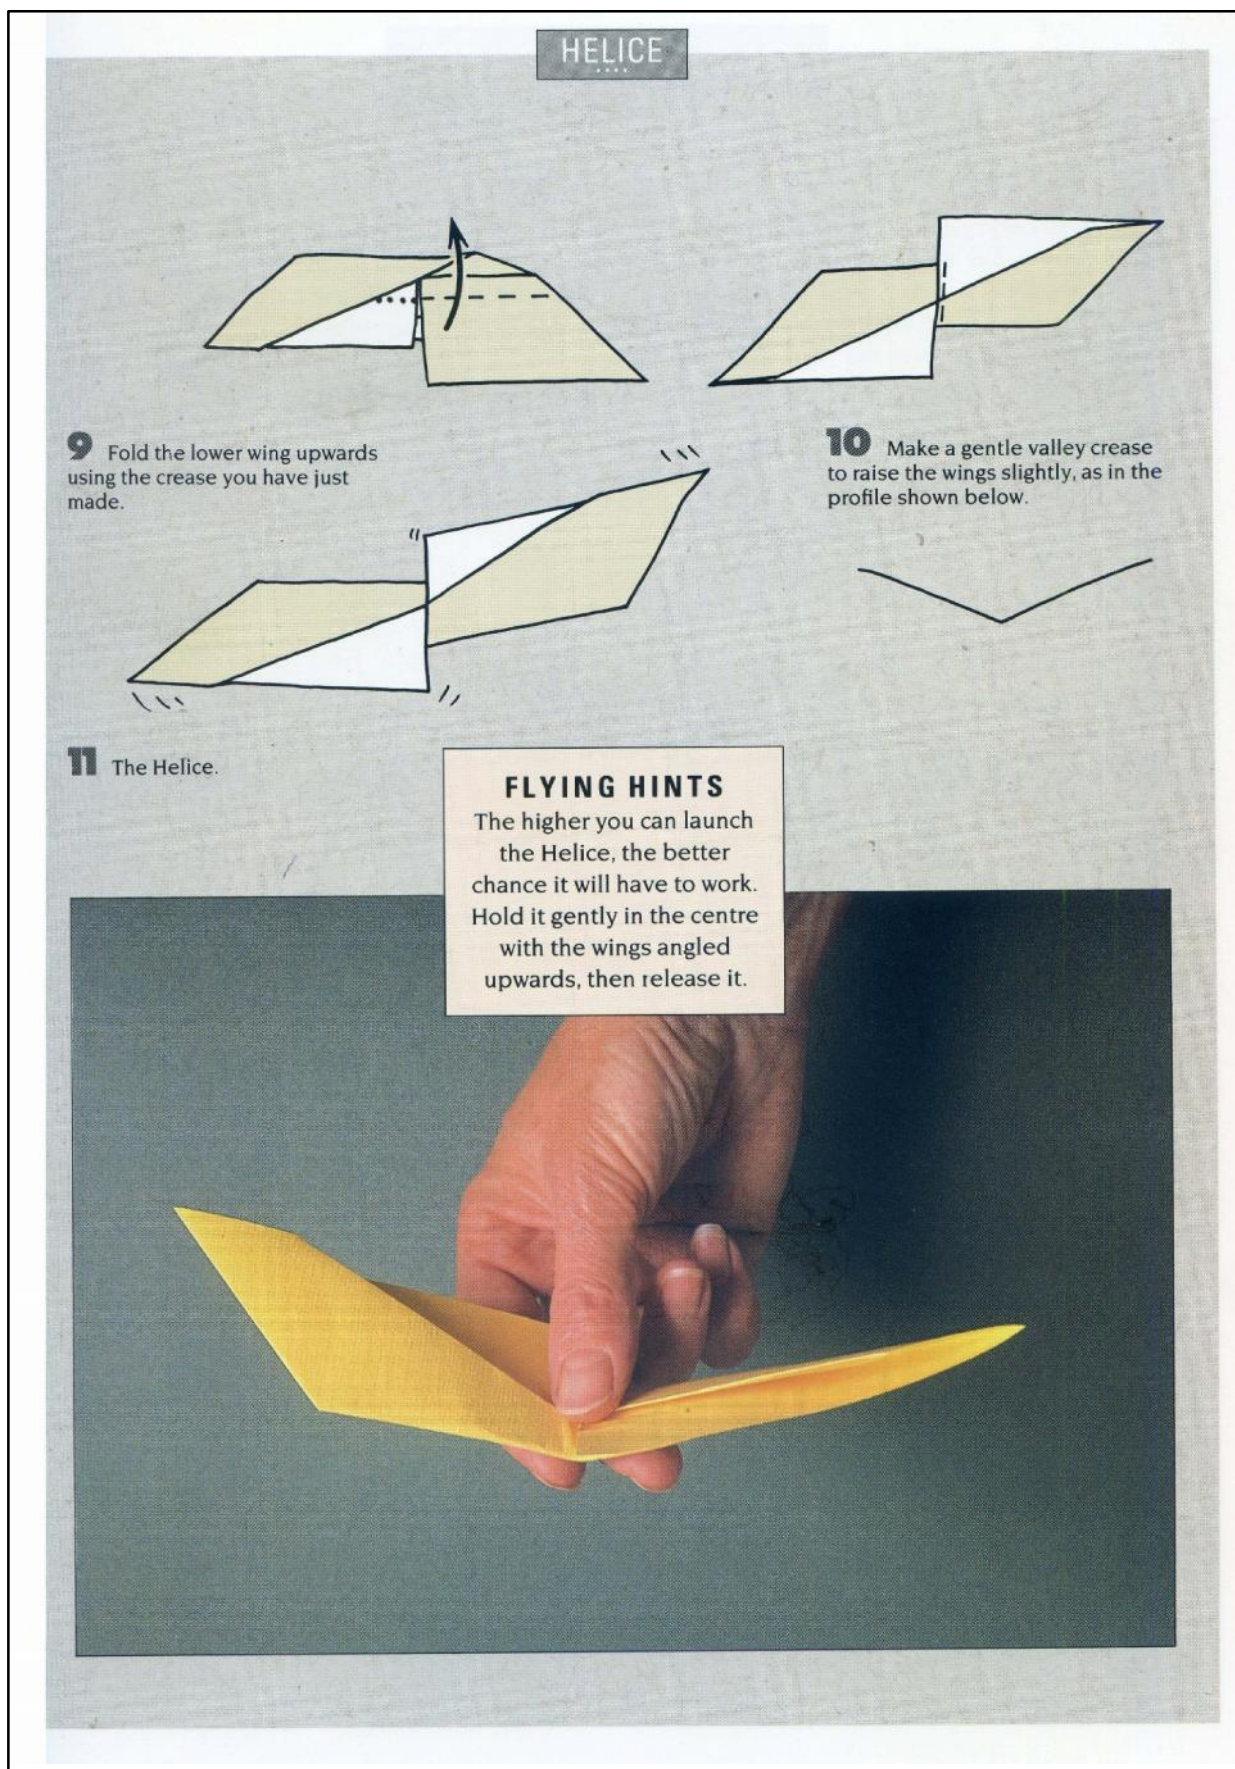 HELICE
9 Fold the lower wing upwards
using the crease you have just
made.
10 Make a gentle valley crease
to raise the wings slightly, as in the
profile shown below.
11 The Helice.
FLYING HINTS
The higher you can launch
the Helice, the better
chance it will have to work.
Hold it gently in the centre
with the wings angled
upwards, then release it.